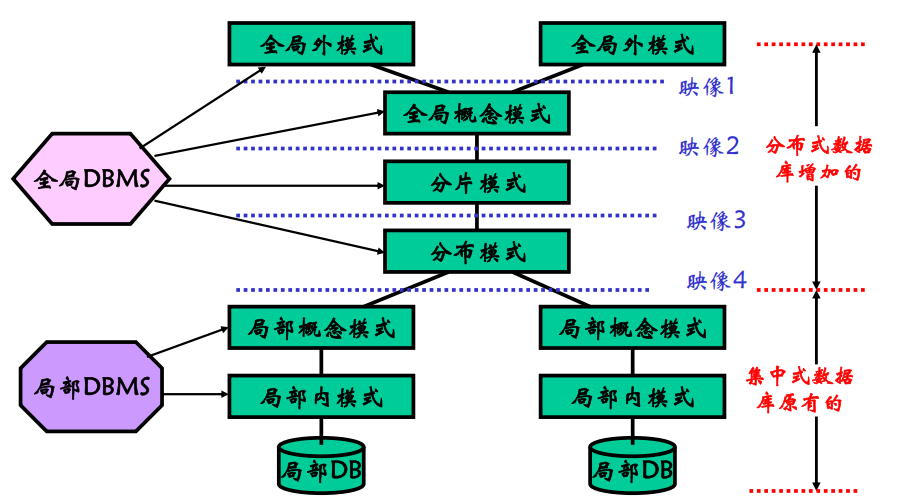 全局外模式
全局外模式
映像1
全局概念模式
映像2
分布式数据
库增加的
全局DBMS
分片模式
映像3
分布模式
映像4
局部概念模式
局部概念模式
局部DBMS
局部内模式
局部内模式
集中式数据
库原有的
局部DB
局部DB